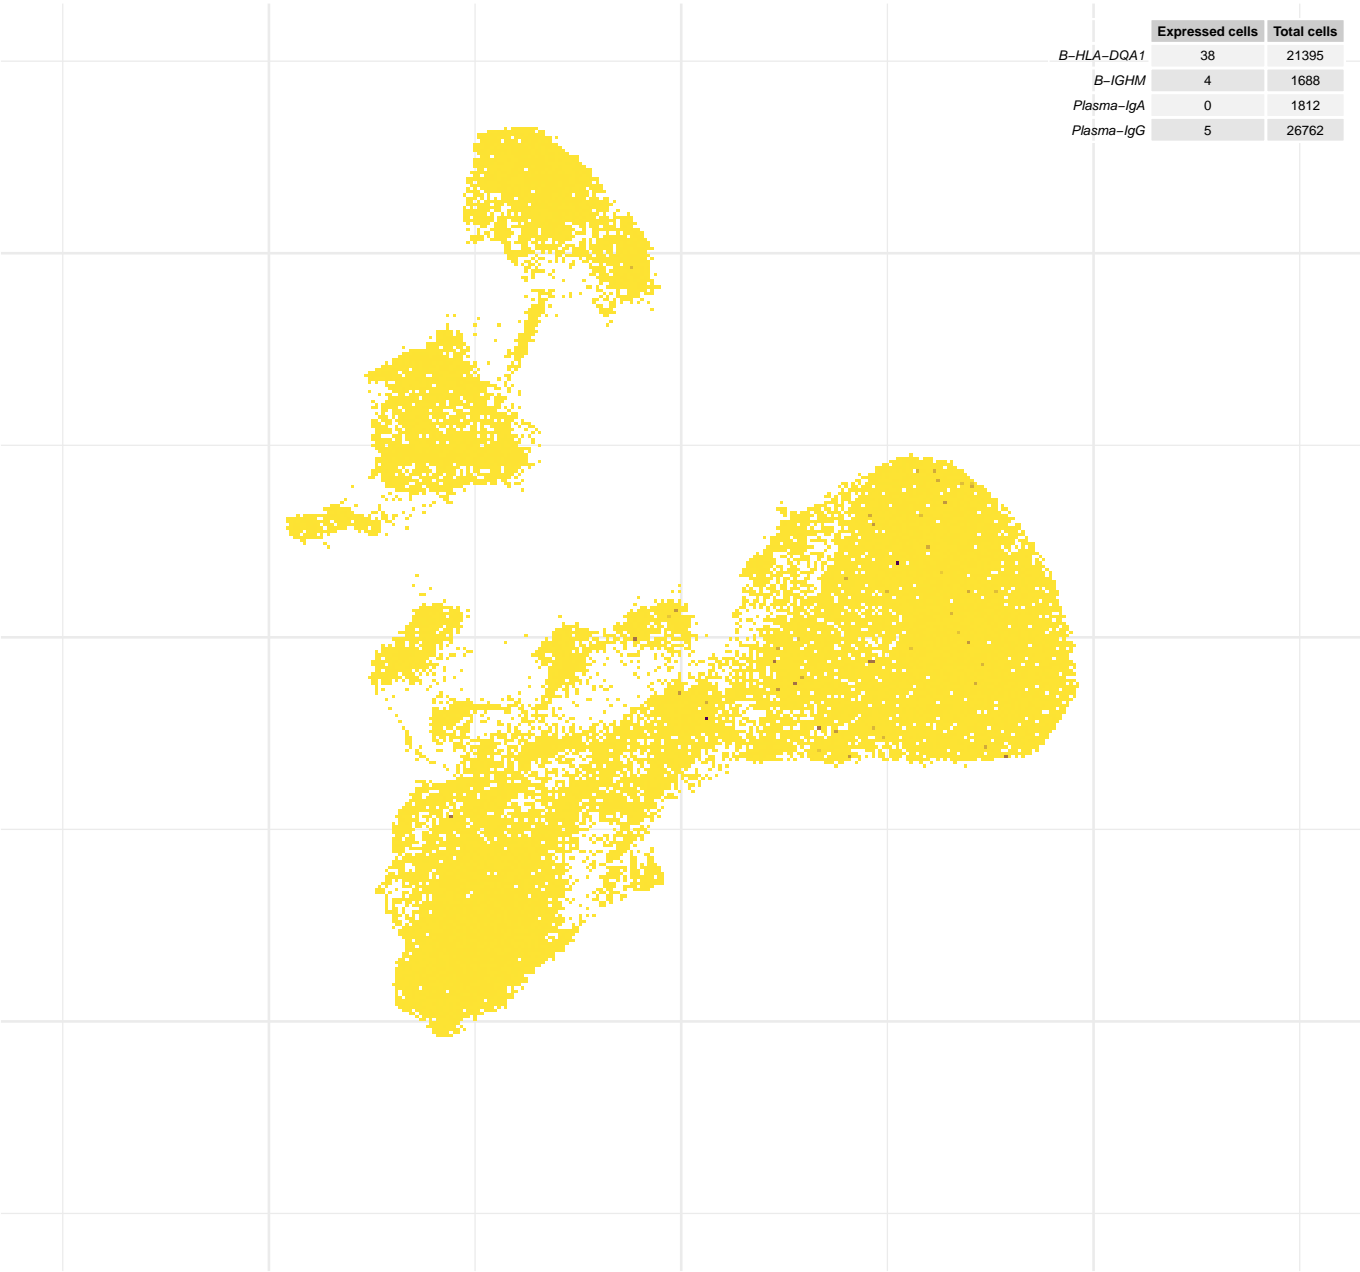 Expressed cells Total cells
B–HLA–DQA1 38 21395
B–IGHM 4 1688
Plasma–IgA 0 1812
Plasma–IgG 5 26762